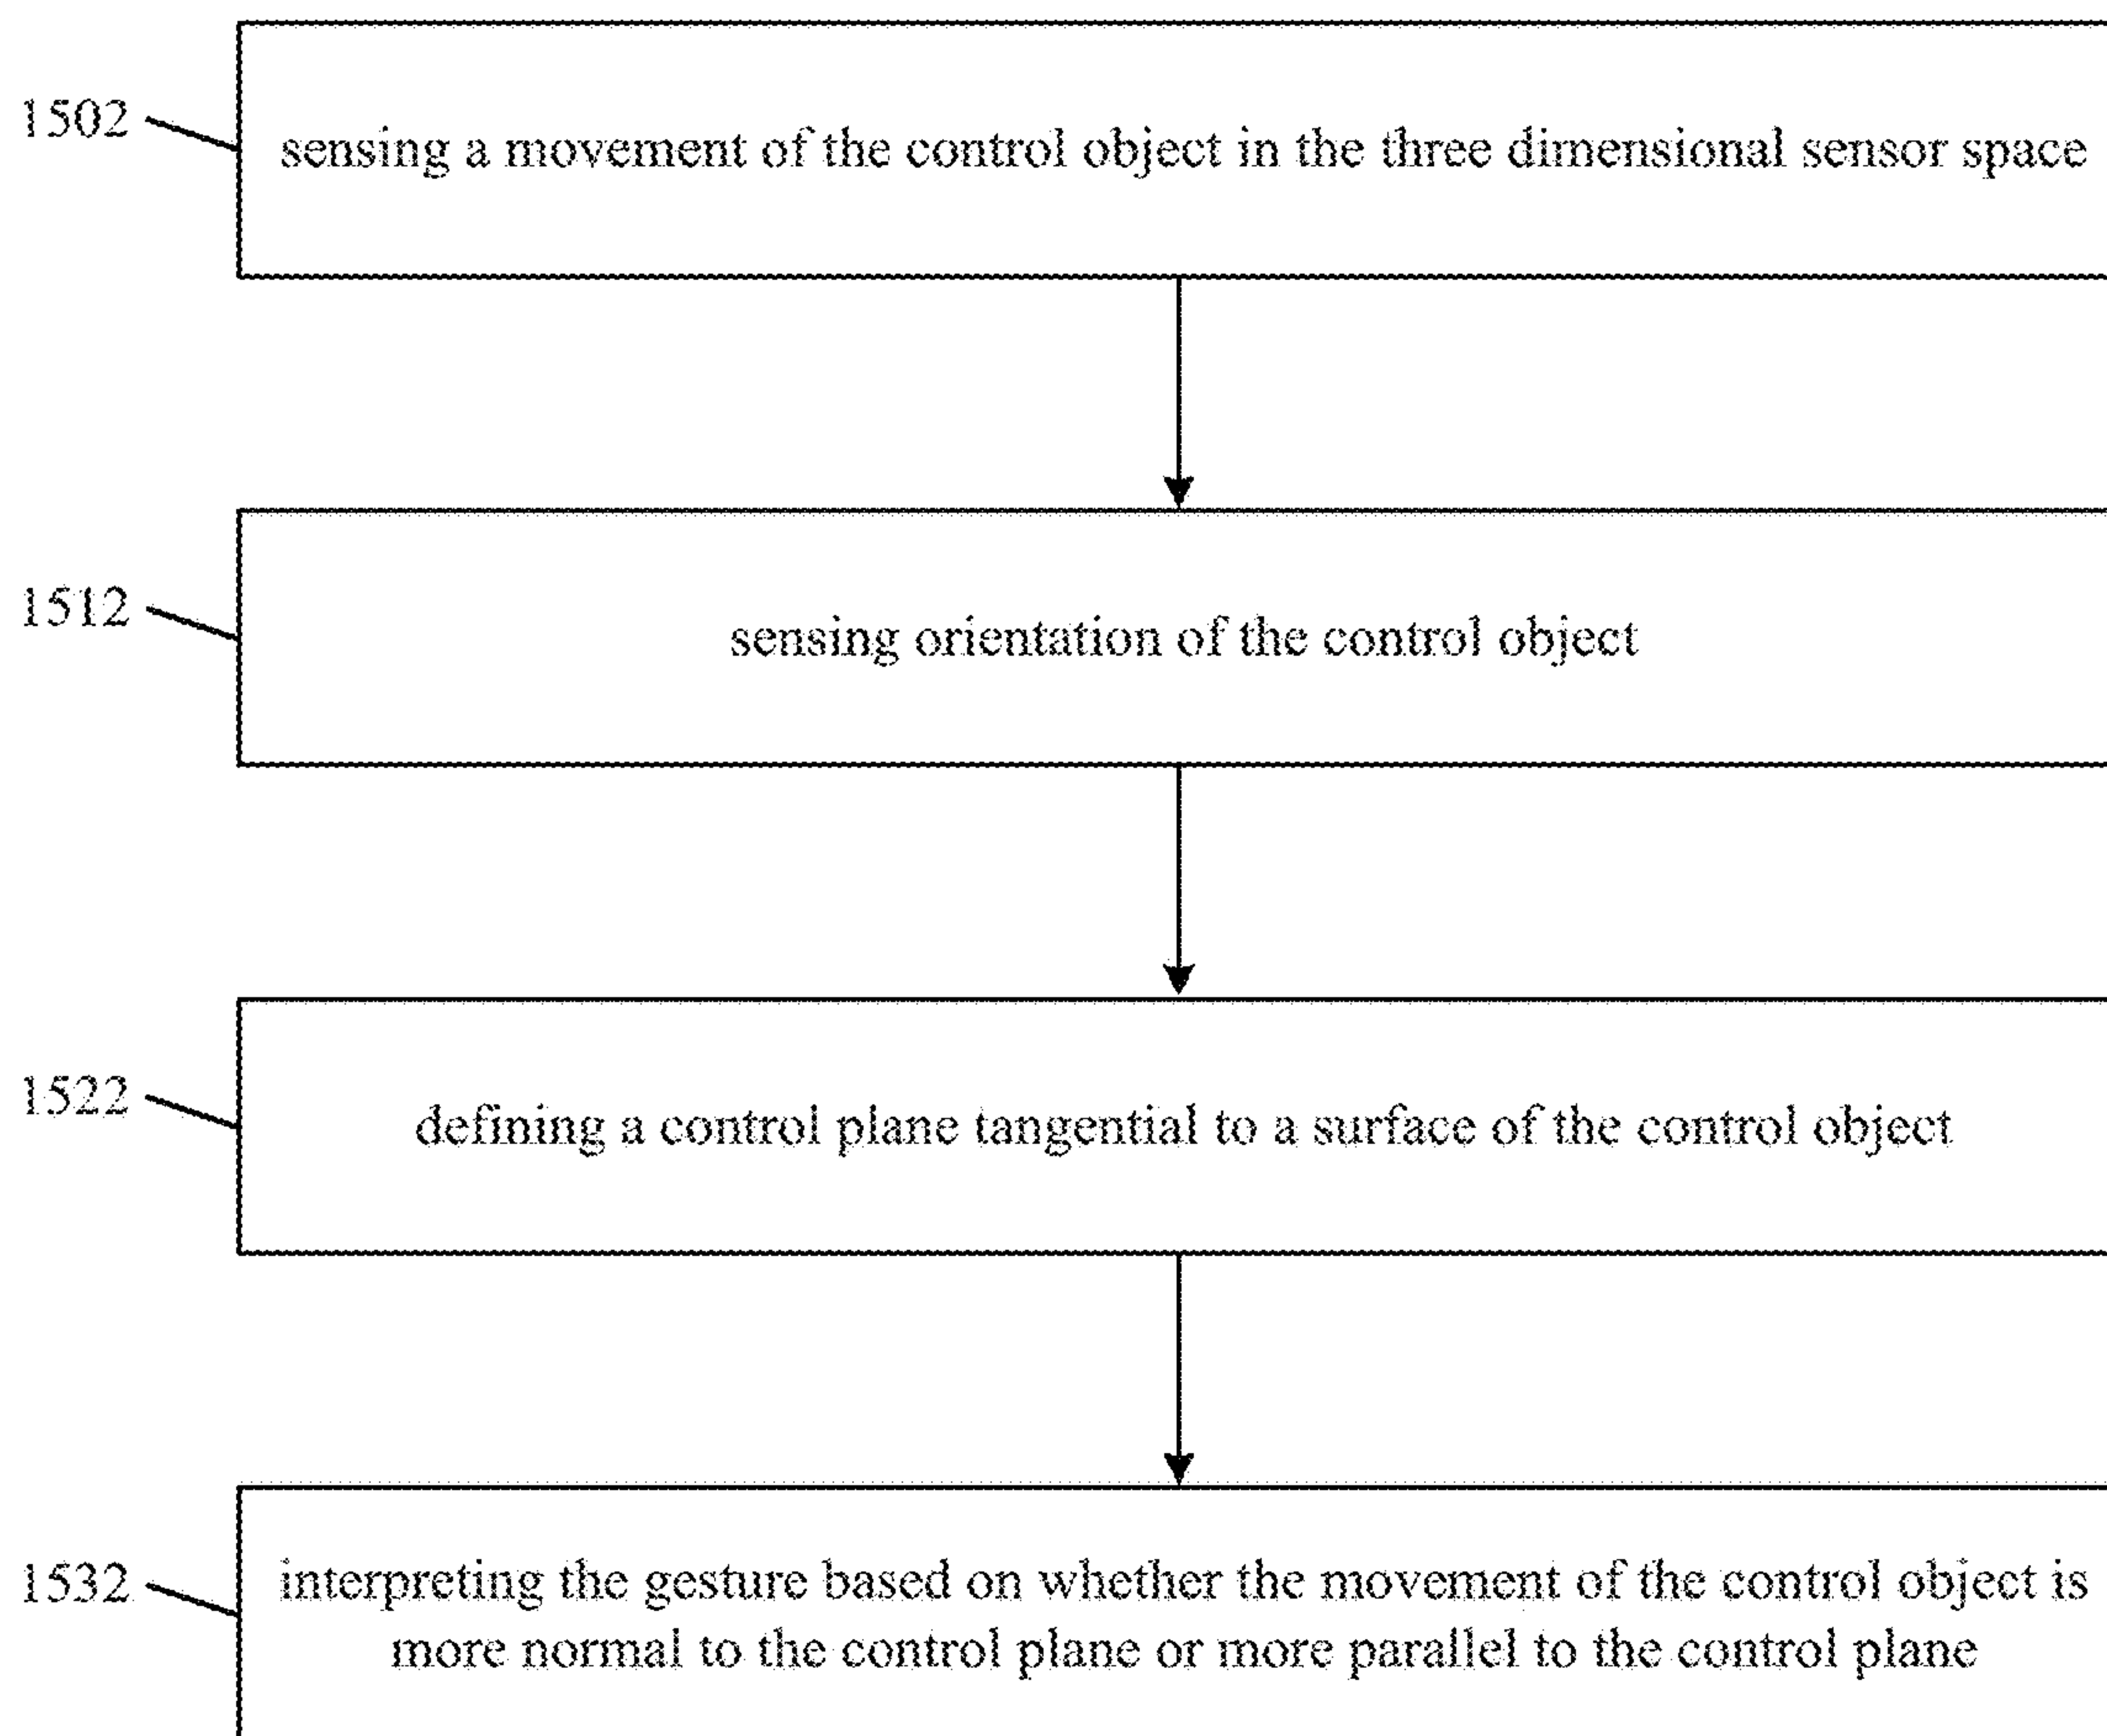 1502
sensing a movement of the control object in the three dimensional sensor space
1512
sensing orientation of the control object
1522
defining a control plane tangential to a surface of the control object
1532
interpreting the gesture based on whether the movement of the control object is
more normal to the control plane or more parallel to the control plane